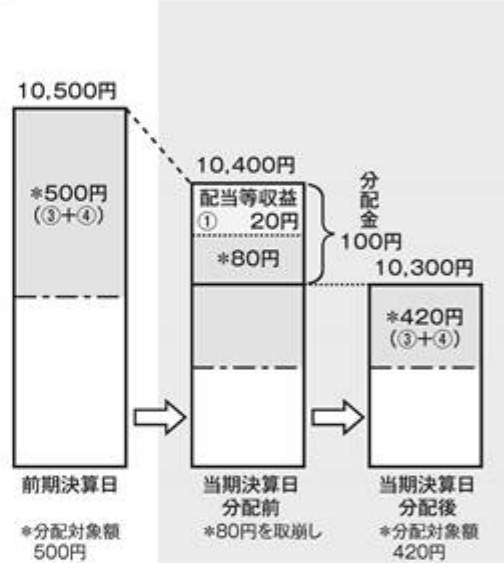 10,500円
*500円
(③+④)
10,400円
配当等収益
① 20円
*80円
分配金
100円
10,300円
*420円
(③+④)
前期決算日
*分配対象額
500円
当期決算日
分配前
*80円を取崩し
当期決算日
分配後
*分配対象額
420円